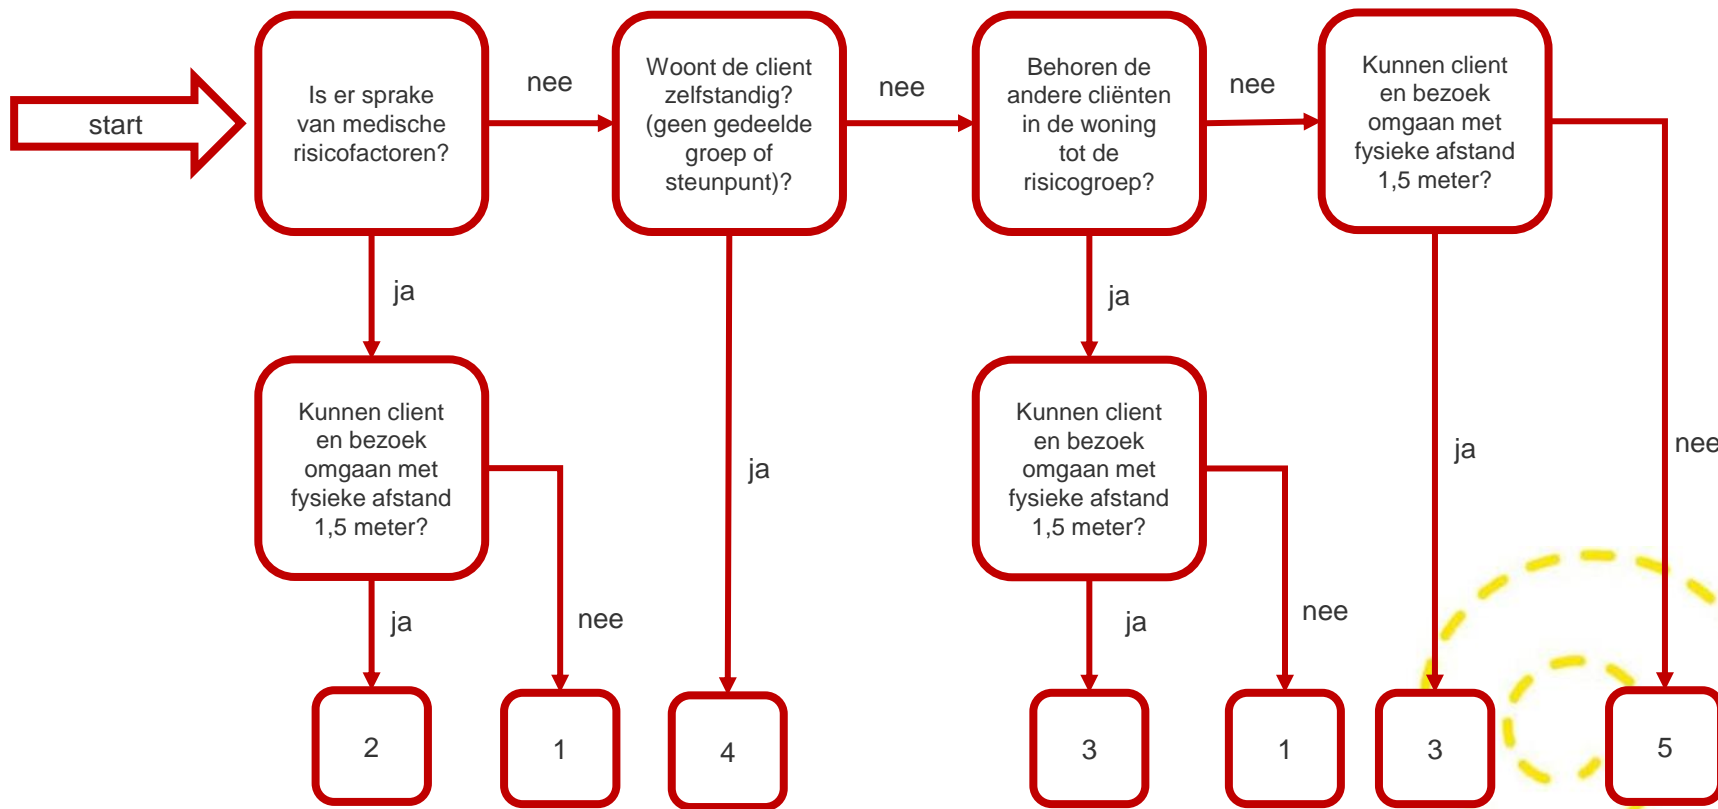 start
Is er sprake
van medische
risicofactoren?
nee
Woont de client
zelfstandig?
(geen gedeelde
groep of
steunpunt)?
nee
Behoren de
andere cliënten
in de woning
tot de
risicogroep?
nee
Kunnen client
en bezoek
omgaan met
fysieke afstand
1,5 meter?
ja
ja
Kunnen client
en bezoek
omgaan met
fysieke afstand
1,5 meter?
ja
Kunnen client
en bezoek
omgaan met
fysieke afstand
1,5 meter?
ja
nee
ja
nee
ja
nee
2
1
4
3
1
3
5